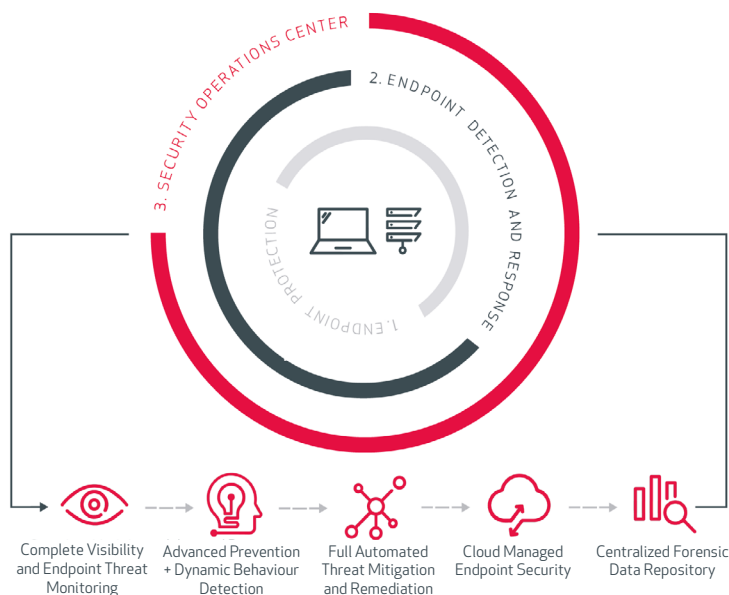 3. SECURITY OPERATIONS CENTER
2. ENDPOINT DETECTION AND RESPONSE
1. ENDPOINT PROTECTION
Complete Visibility
and Endpoint Threat
Monitoring
Advanced Prevention
+ Dynamic Behaviour
Detection
Full Automated
Threat Mitigation
and Remediation
Cloud Managed
Endpoint Security
Centralized Forensic
Data Repository